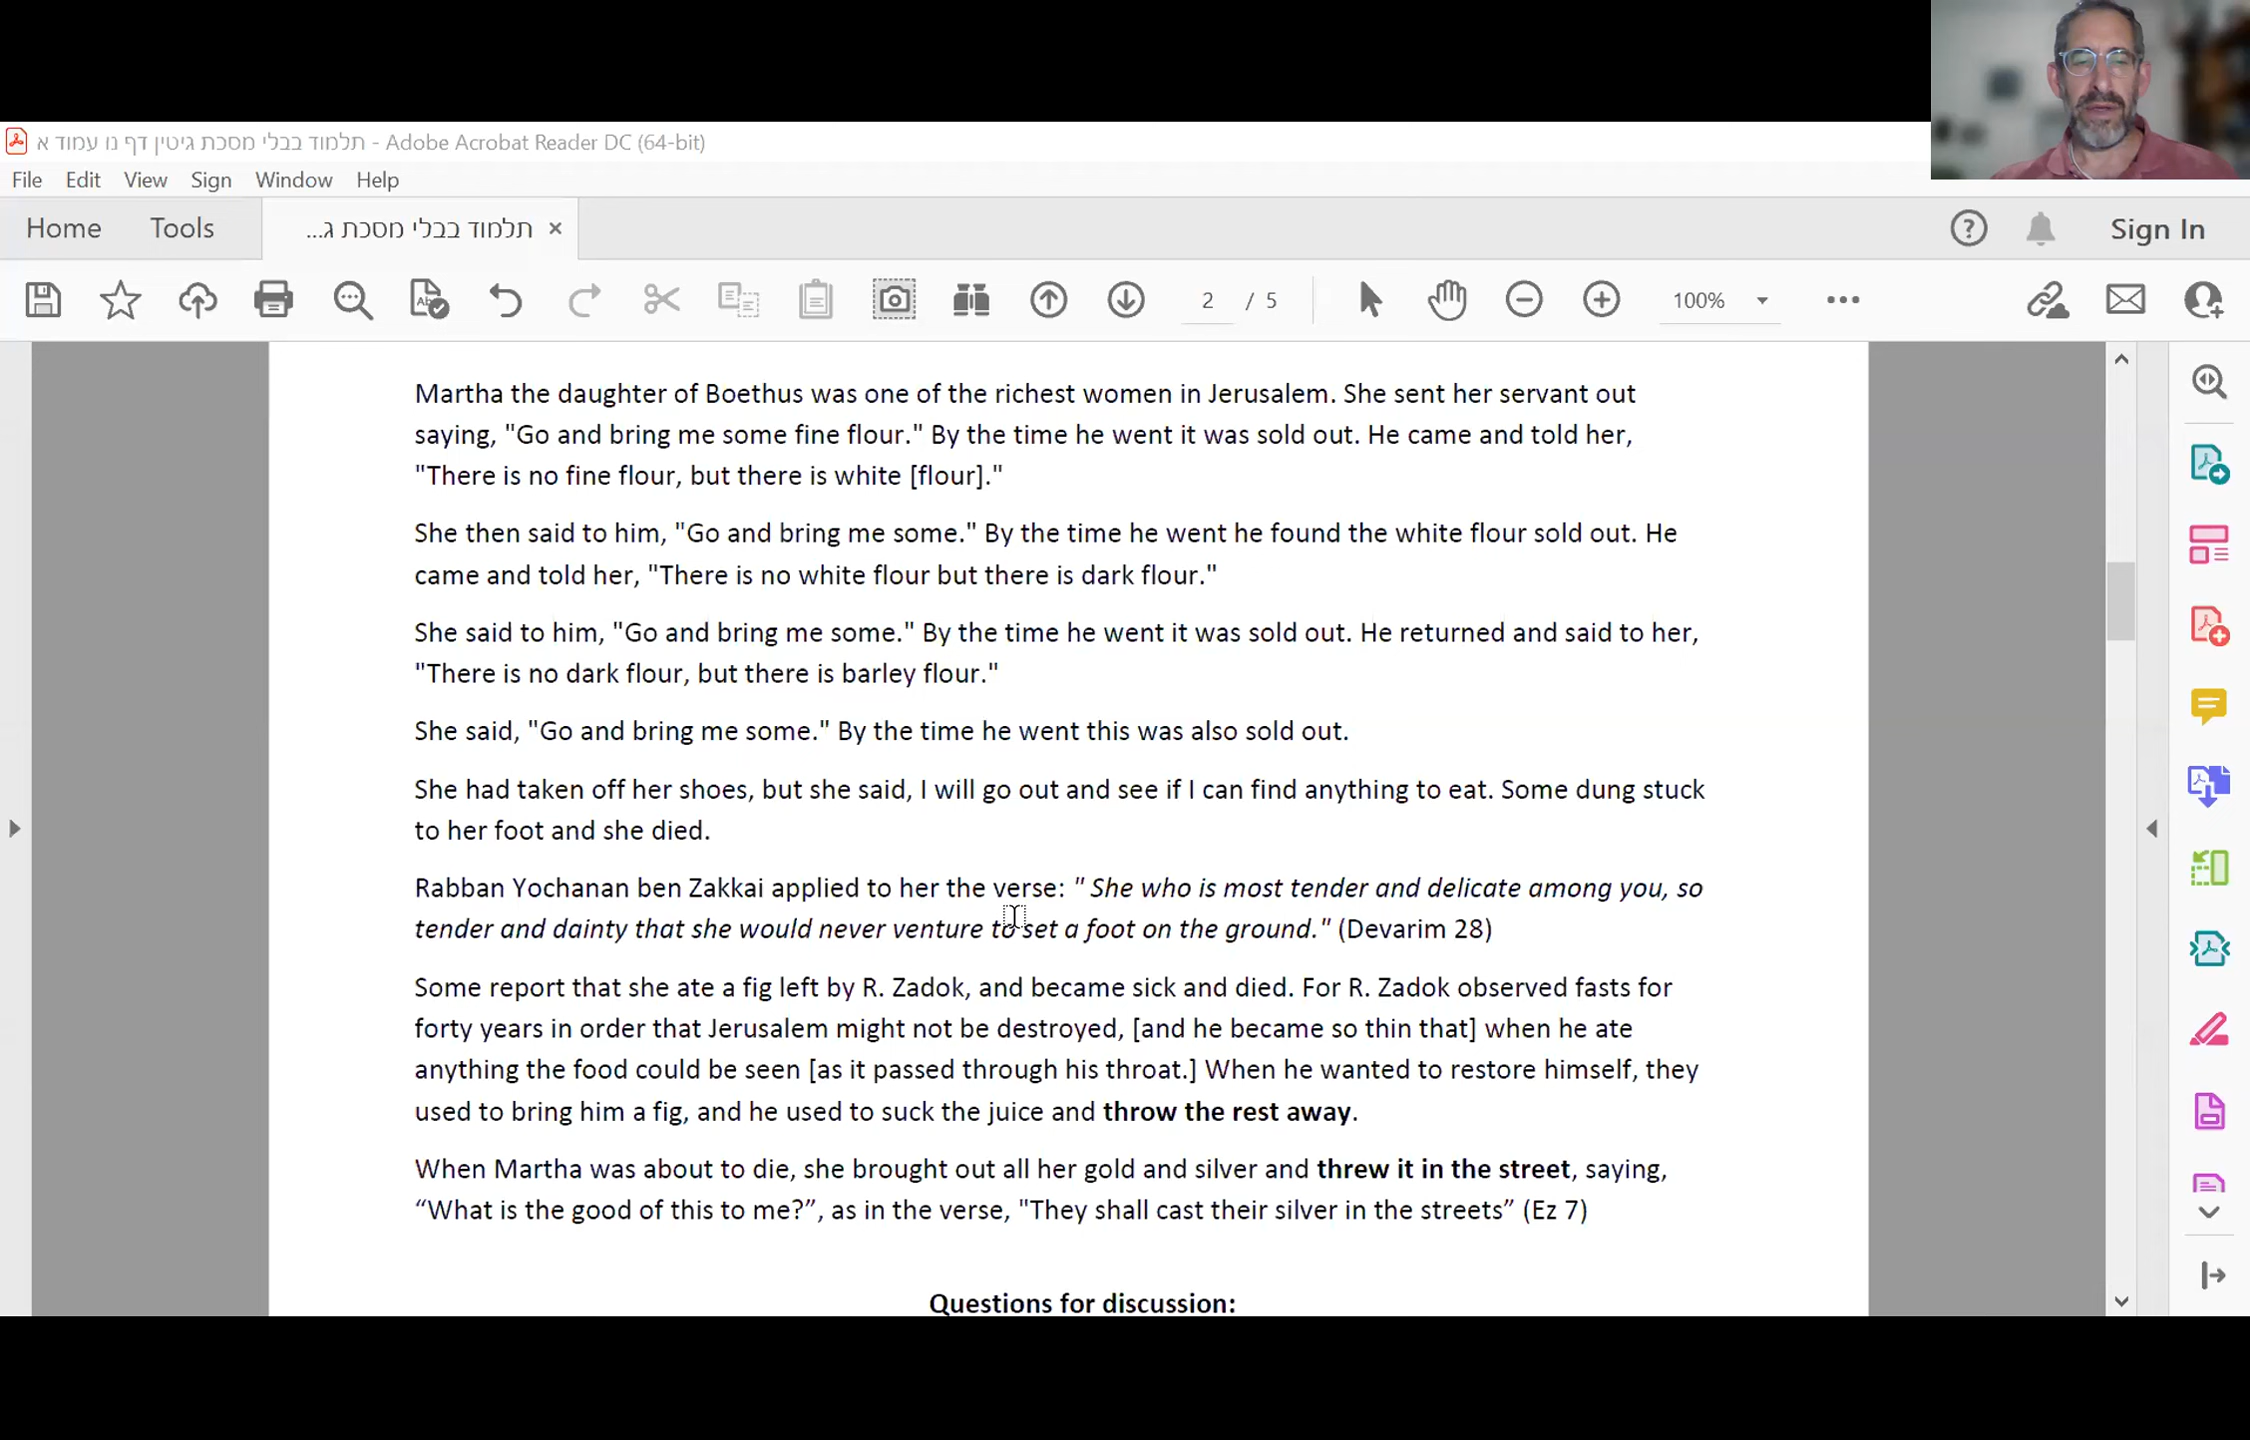 תלמוד בבלי מסכת גיטין דף נו עמוד א - Adobe Acrobat Reader DC (64-bit)
File Edit View Sign Window Help
Home Tools תלמוד בבלי מסכת ג... × Sign In
2 / 5 100%
Martha the daughter of Boethus was one of the richest women in Jerusalem. She sent her servant out
saying, "Go and bring me some fine flour." By the time he went it was sold out. He came and told her,
"There is no fine flour, but there is white [flour]."
She then said to him, "Go and bring me some." By the time he went he found the white flour sold out. He
came and told her, "There is no white flour but there is dark flour."
She said to him, "Go and bring me some." By the time he went it was sold out. He returned and said to her,
"There is no dark flour, but there is barley flour."
She said, "Go and bring me some." By the time he went this was also sold out.
She had taken off her shoes, but she said, I will go out and see if I can find anything to eat. Some dung stuck
to her foot and she died.
Rabban Yochanan ben Zakkai applied to her the verse: " She who is most tender and delicate among you, so
tender and dainty that she would never venture to set a foot on the ground." (Devarim 28)
Some report that she ate a fig left by R. Zadok, and became sick and died. For R. Zadok observed fasts for
forty years in order that Jerusalem might not be destroyed, [and he became so thin that] when he ate
anything the food could be seen [as it passed through his throat.] When he wanted to restore himself, they
used to bring him a fig, and he used to suck the juice and throw the rest away.
When Martha was about to die, she brought out all her gold and silver and threw it in the street, saying,
“What is the good of this to me?”, as in the verse, "They shall cast their silver in the streets” (Ez 7)
Questions for discussion: